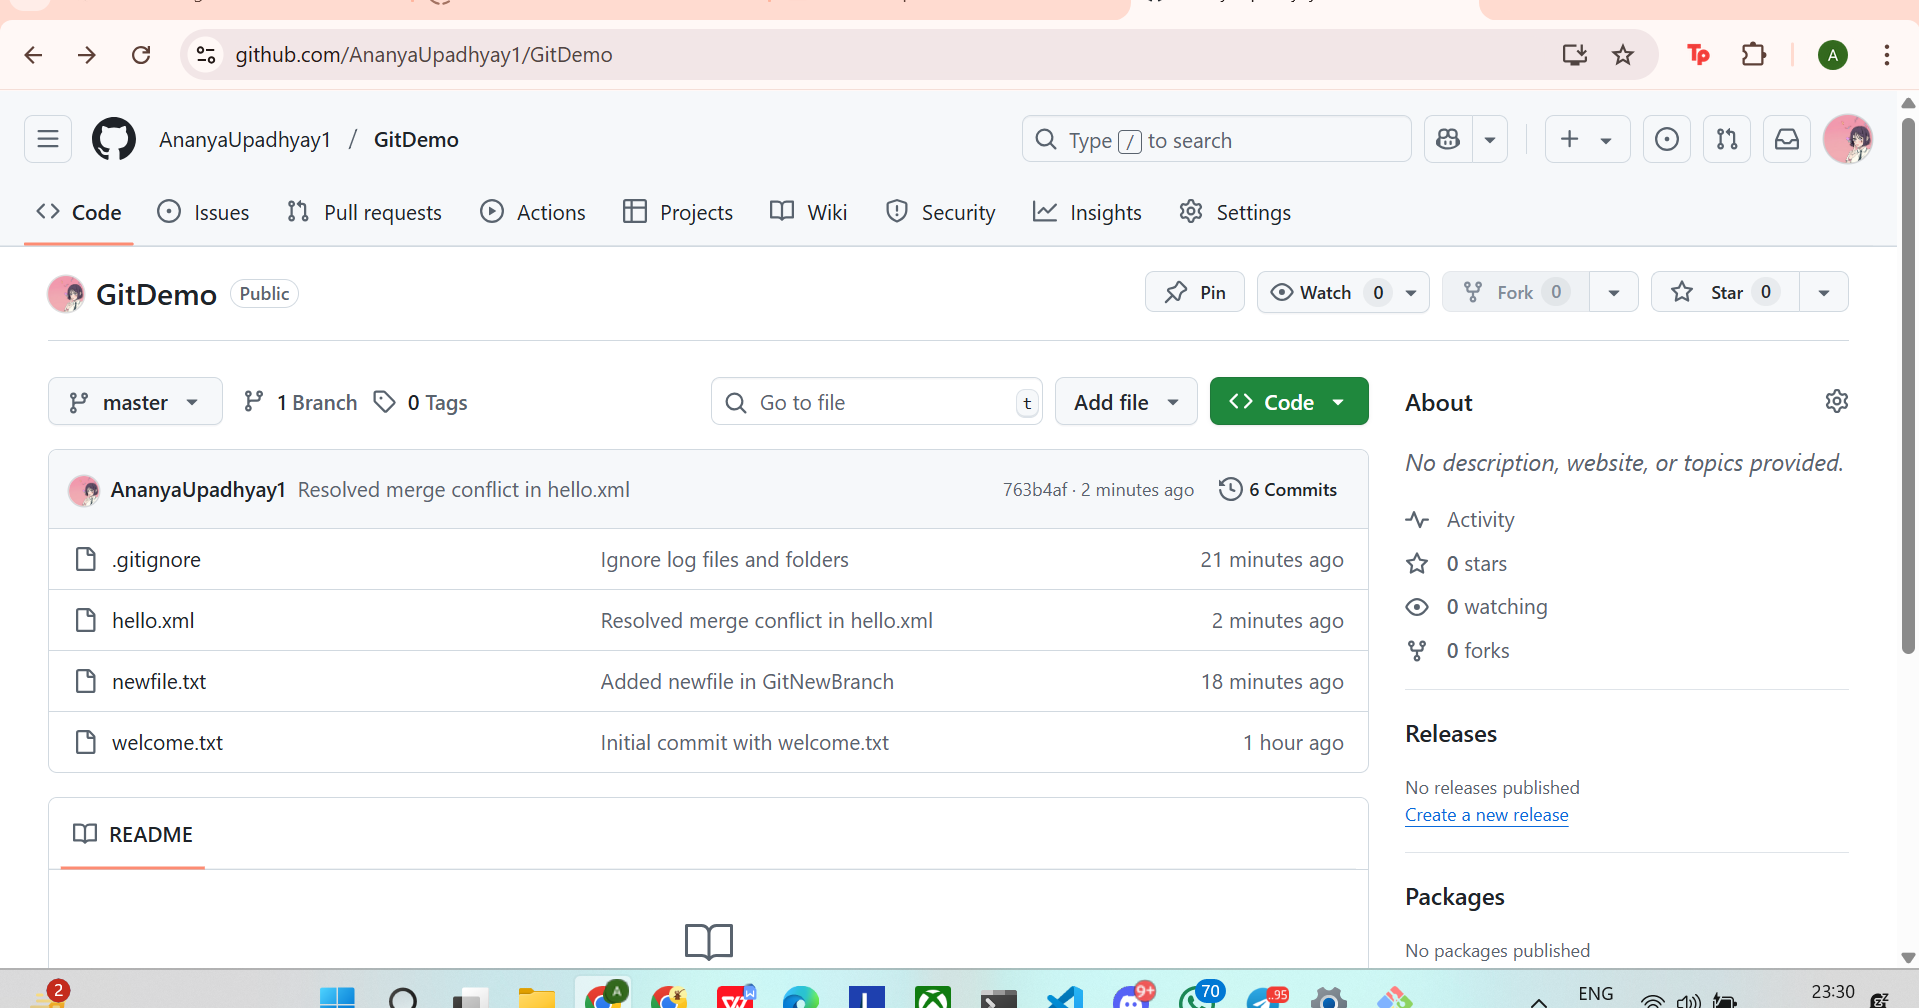 github.com/AnanyaUpadhyay1/GitDemo
Tp
A
AnanyaUpadhyay1 / GitDemo
Type / to search
Code Issues Pull requests Actions Projects Wiki Security Insights Settings
GitDemo Public
Pin Watch 0 Fork 0 Star 0
master 1 Branch 0 Tags
Go to file t
Add file
Code
AnanyaUpadhyay1 Resolved merge conflict in hello.xml 763b4af · 2 minutes ago 6 Commits
.gitignore Ignore log files and folders 21 minutes ago
hello.xml Resolved merge conflict in hello.xml 2 minutes ago
newfile.txt Added newfile in GitNewBranch 18 minutes ago
welcome.txt Initial commit with welcome.txt 1 hour ago
README
About
No description, website, or topics provided.
Activity
0 stars
0 watching
0 forks
Releases
No releases published
Create a new release
Packages
No packages published
2
A
W
9+
70
..95
ENG
23:30